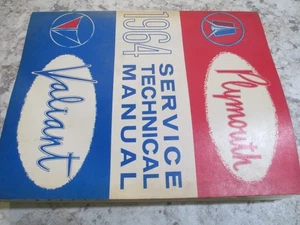 1964
SERVICE
TECHNICAL
MANUAL
Valiant
Plymouth